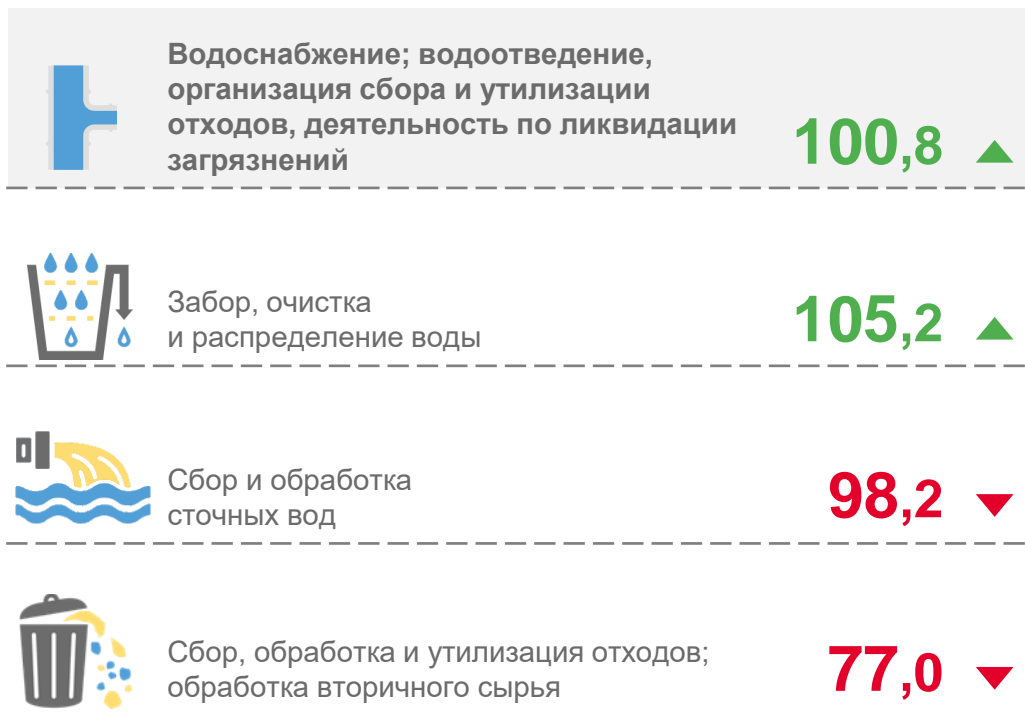 Водоснабжение; водоотведение,
организация сбора и утилизации
отходов, деятельность по ликвидации
загрязнений
100,8
Забор, очистка
и распределение воды
105,2
Сбор и обработка
сточных вод
98,2
Сбор, обработка и утилизация отходов;
обработка вторичного сырья
77,0